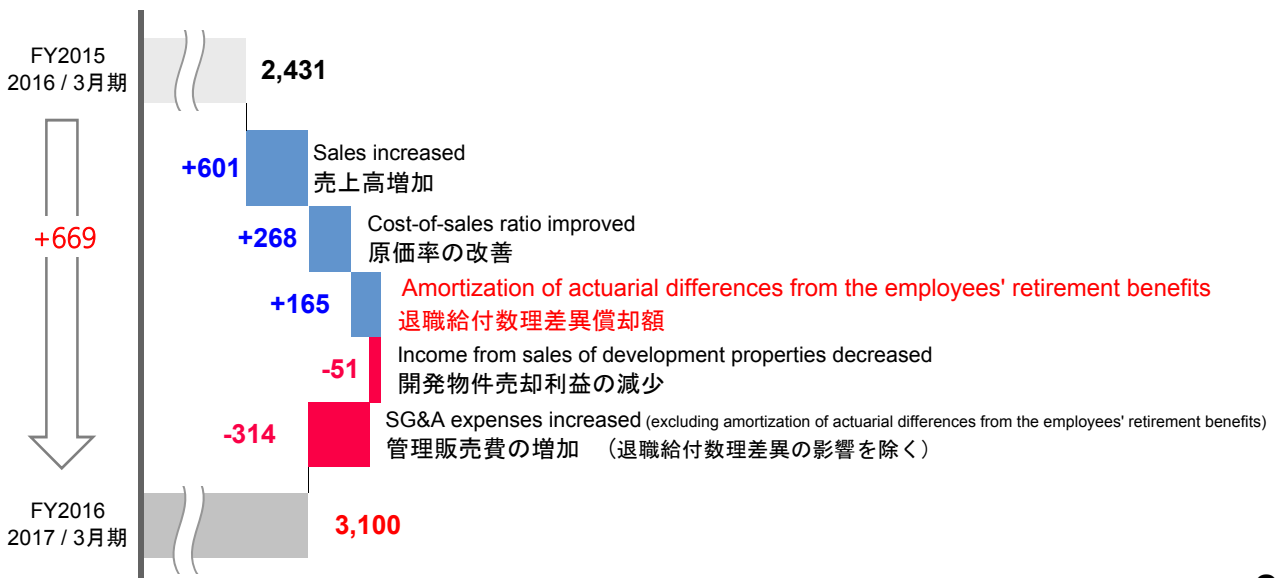 FY2015
2016 / 3月期
2,431
+669
+601
Sales increased
売上高増加
+268
Cost-of-sales ratio improved
原価率の改善
+165
Amortization of actuarial differences from the employees' retirement benefits
退職給付数理差異償却額
-51
Income from sales of development properties decreased
開発物件売却利益の減少
-314
SG&A expenses increased (excluding amortization of actuarial differences from the employees' retirement benefits)
管理販売費の増加 （退職給付数理差異の影響を除く）
FY2016
2017 / 3月期
3,100